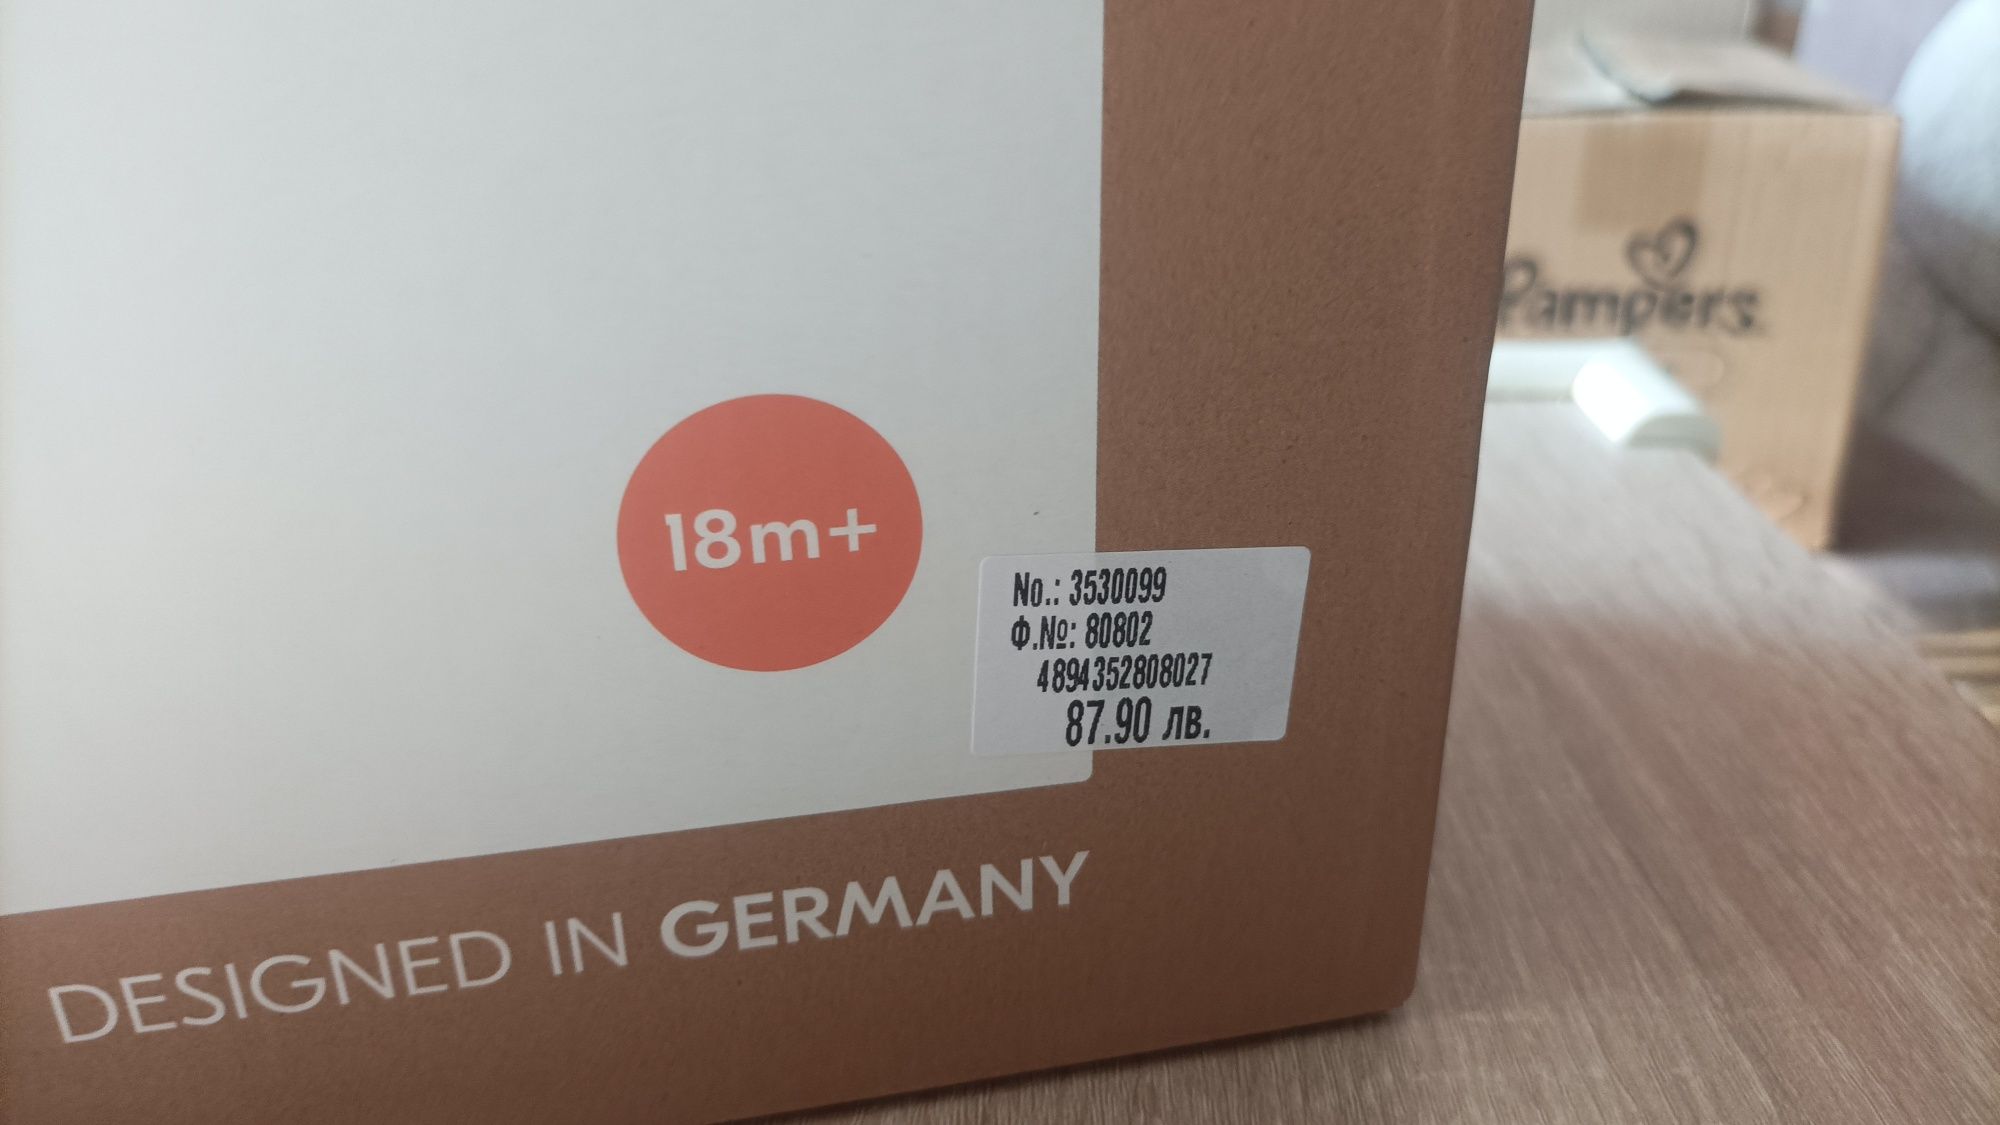 Pampers
18m+
No.: 3530099
Ф.№: 80802
4894352808027
87.90 лв.
DESIGNED IN GERMANY